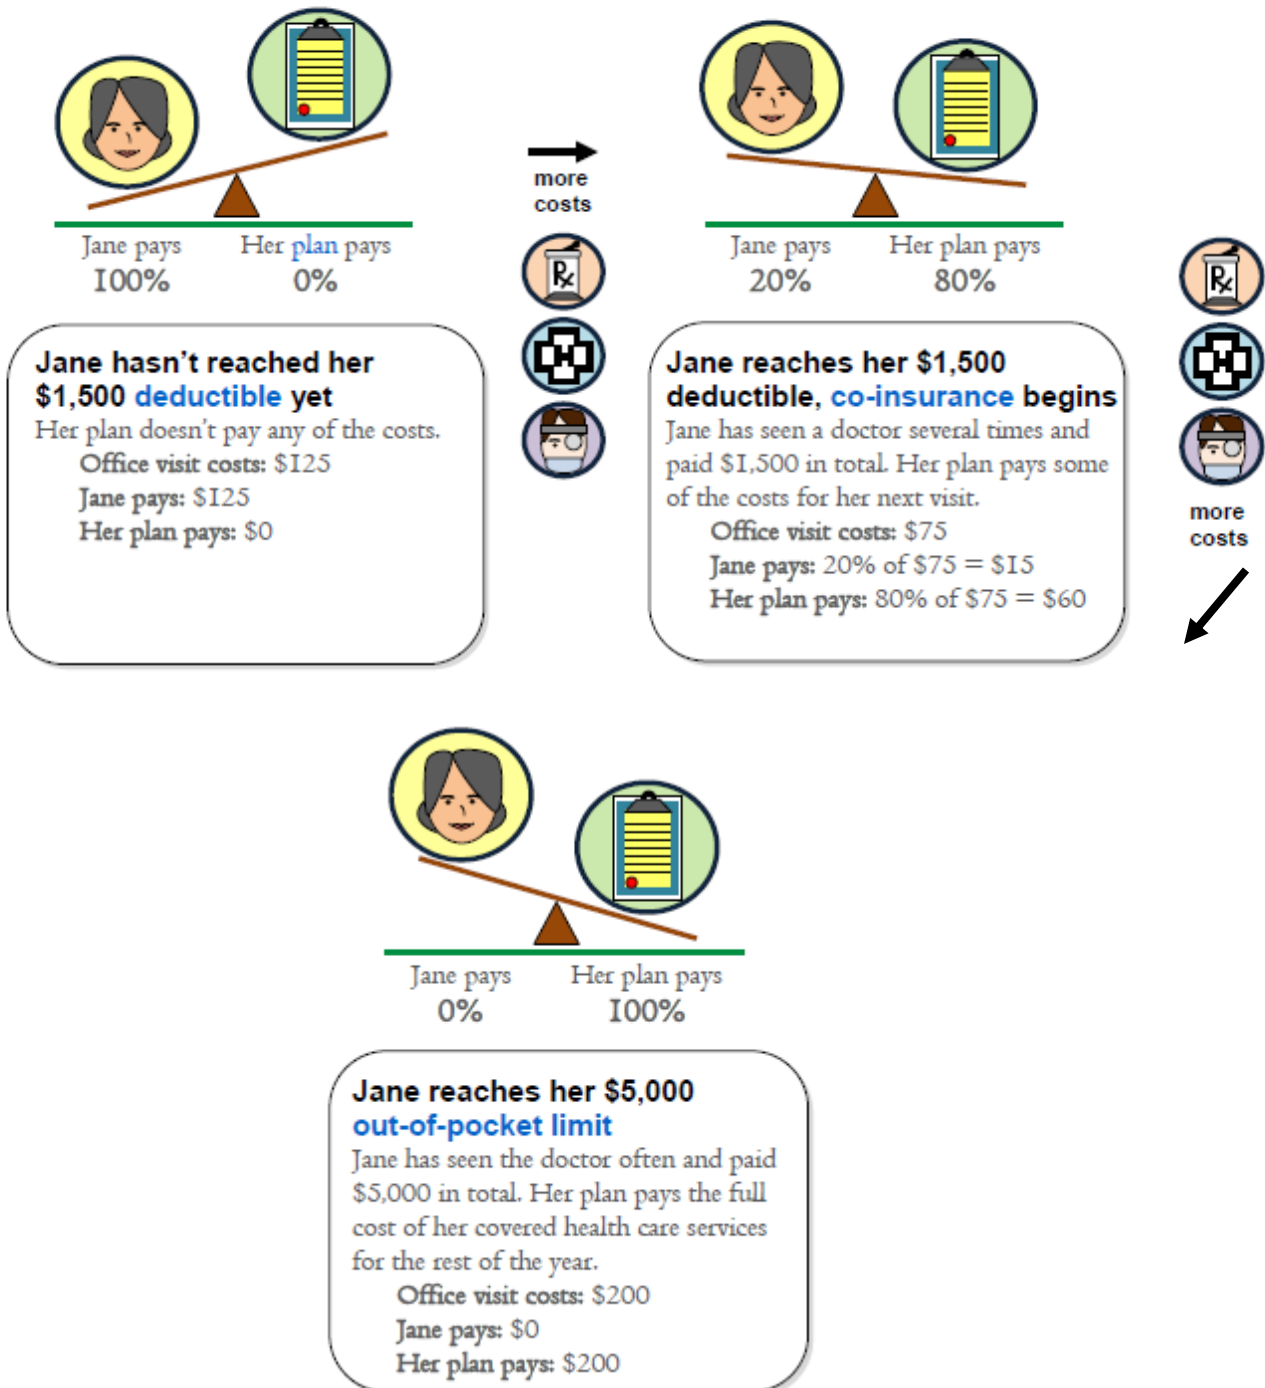 Jane pays
100%
Her plan pays
0%
more
costs
Rx
H
Jane pays
20%
Her plan pays
80%
Rx
H
more
costs
Jane hasn’t reached her
$1,500 deductible yet
Her plan doesn’t pay any of the costs.
Office visit costs: $125
Jane pays: $125
Her plan pays: $0
Jane reaches her $1,500
deductible, co-insurance begins
Jane has seen a doctor several times and
paid $1,500 in total. Her plan pays some
of the costs for her next visit.
Office visit costs: $75
Jane pays: 20% of $75 = $15
Her plan pays: 80% of $75 = $60
Jane pays
0%
Her plan pays
100%
Jane reaches her $5,000
out-of-pocket limit
Jane has seen the doctor often and paid
$5,000 in total. Her plan pays the full
cost of her covered health care services
for the rest of the year.
Office visit costs: $200
Jane pays: $0
Her plan pays: $200